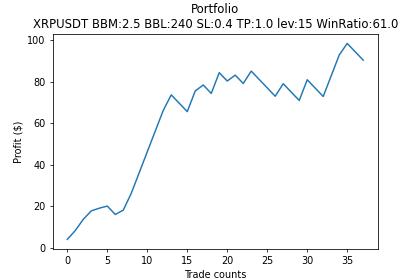 Portfolio
XRPUSDT BBM:2.5 BBL:240 SL:0.4 TP:1.0 lev:15 WinRatio:61.0
100
80
60
40
20
0
Profit ($)
0 5 10 15 20 25 30 35
Trade counts